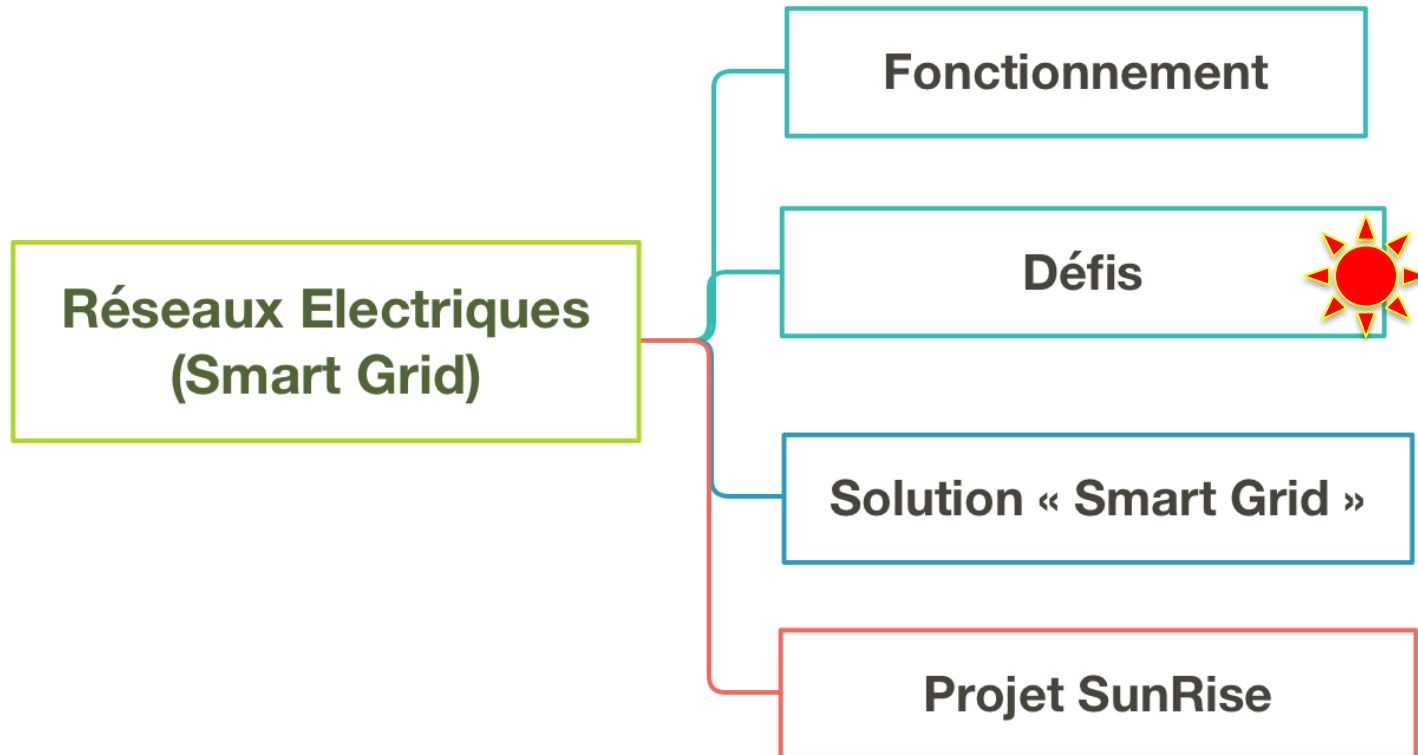 Fonctionnement
Défis
Réseaux Electriques
(Smart Grid)
Solution « Smart Grid »
Projet SunRise